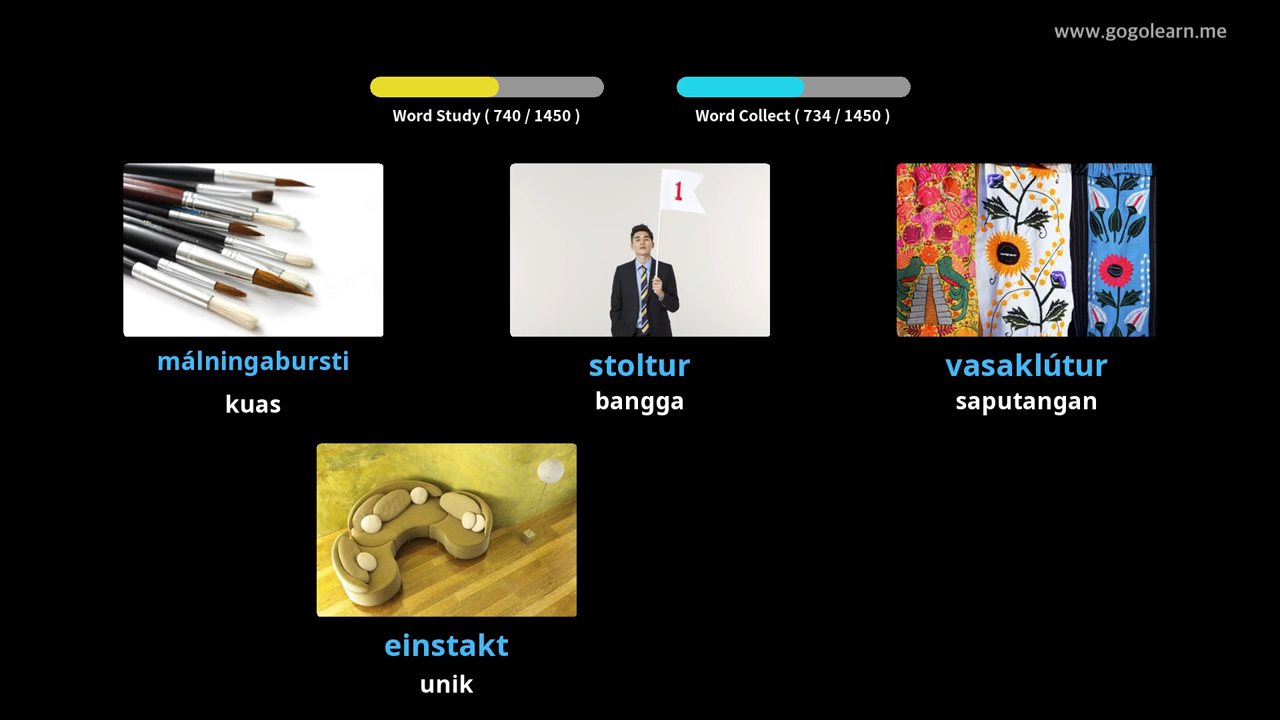 www.gogolearn.me
Word Study ( 740 / 1450 )
Word Collect ( 734 / 1450 )
1
málningabursti
kuas
stoltur
bangga
vasaklútur
saputangan
einstakt
unik